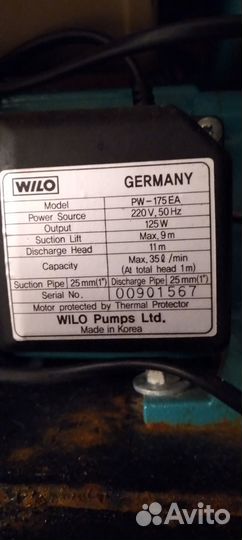 WILO GERMANY
Model PW-175EA
Power Source 220V, 50Hz
Output 125W
Suction Lift Max. 9m
Discharge Head 11m
Capacity Max. 35ℓ/min
(At total head 1m)
Suction Pipe 25mm(1") Discharge Pipe 25mm(1")
Serial No. 00901567
Motor protected by Thermal Protector
WILO Pumps Ltd.
Made in Korea
Avito